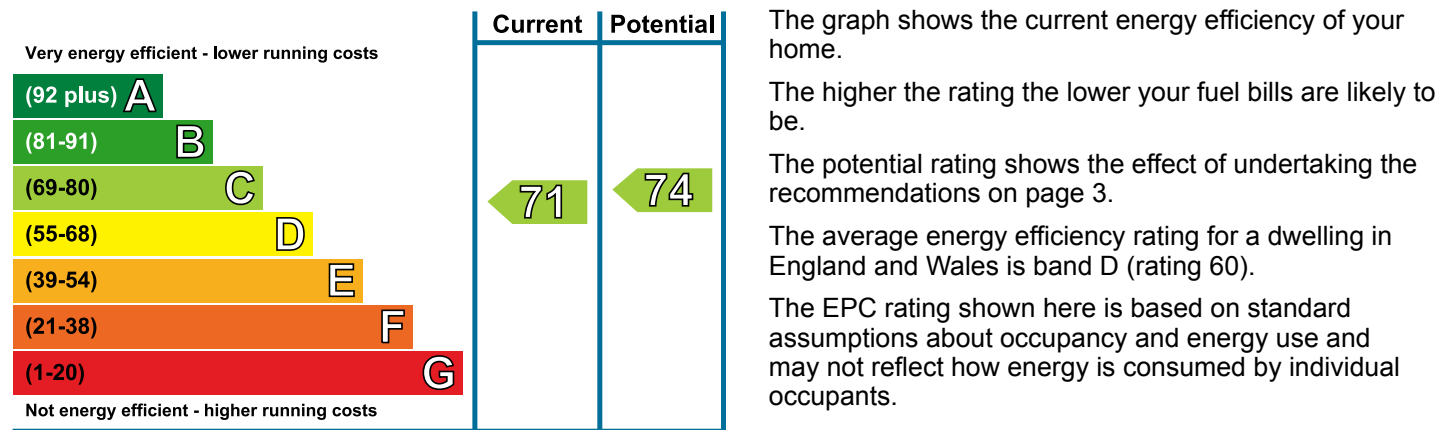 Current Potential
Very energy efficient - lower running costs
(92 plus) A
(81-91) B
(69-80) C
(55-68) D
(39-54) E
(21-38) F
(1-20) G
Not energy efficient - higher running costs
71
74
The graph shows the current energy efficiency of your
home.
The higher the rating the lower your fuel bills are likely to
be.
The potential rating shows the effect of undertaking the
recommendations on page 3.
The average energy efficiency rating for a dwelling in
England and Wales is band D (rating 60).
The EPC rating shown here is based on standard
assumptions about occupancy and energy use and
may not reflect how energy is consumed by individual
occupants.